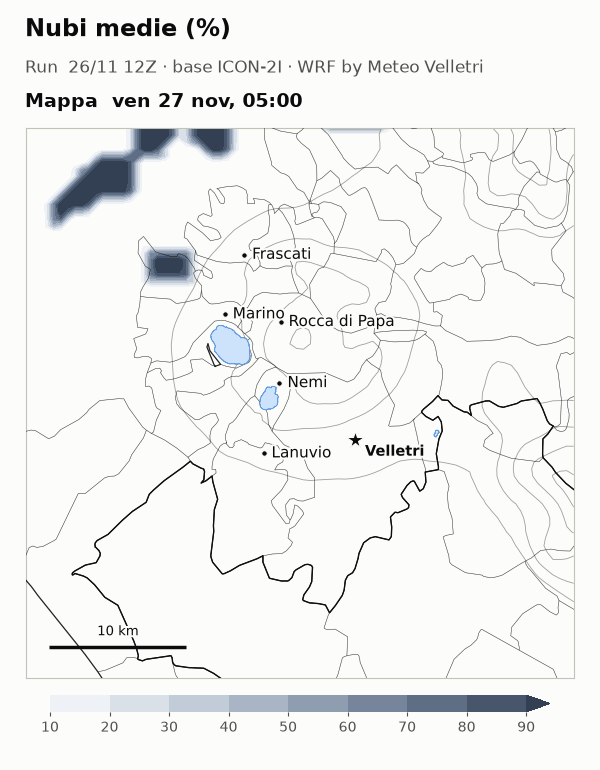 Nubi medie (%)
Run  26/11 12Z · base ICON-2I · WRF by Meteo Velletri
Mappa  ven 27 nov, 05:00
Frascati
Marino
Rocca di Papa
Nemi
Velletri
Lanuvio
10 km
10 20 30 40 50 60 70 80 90